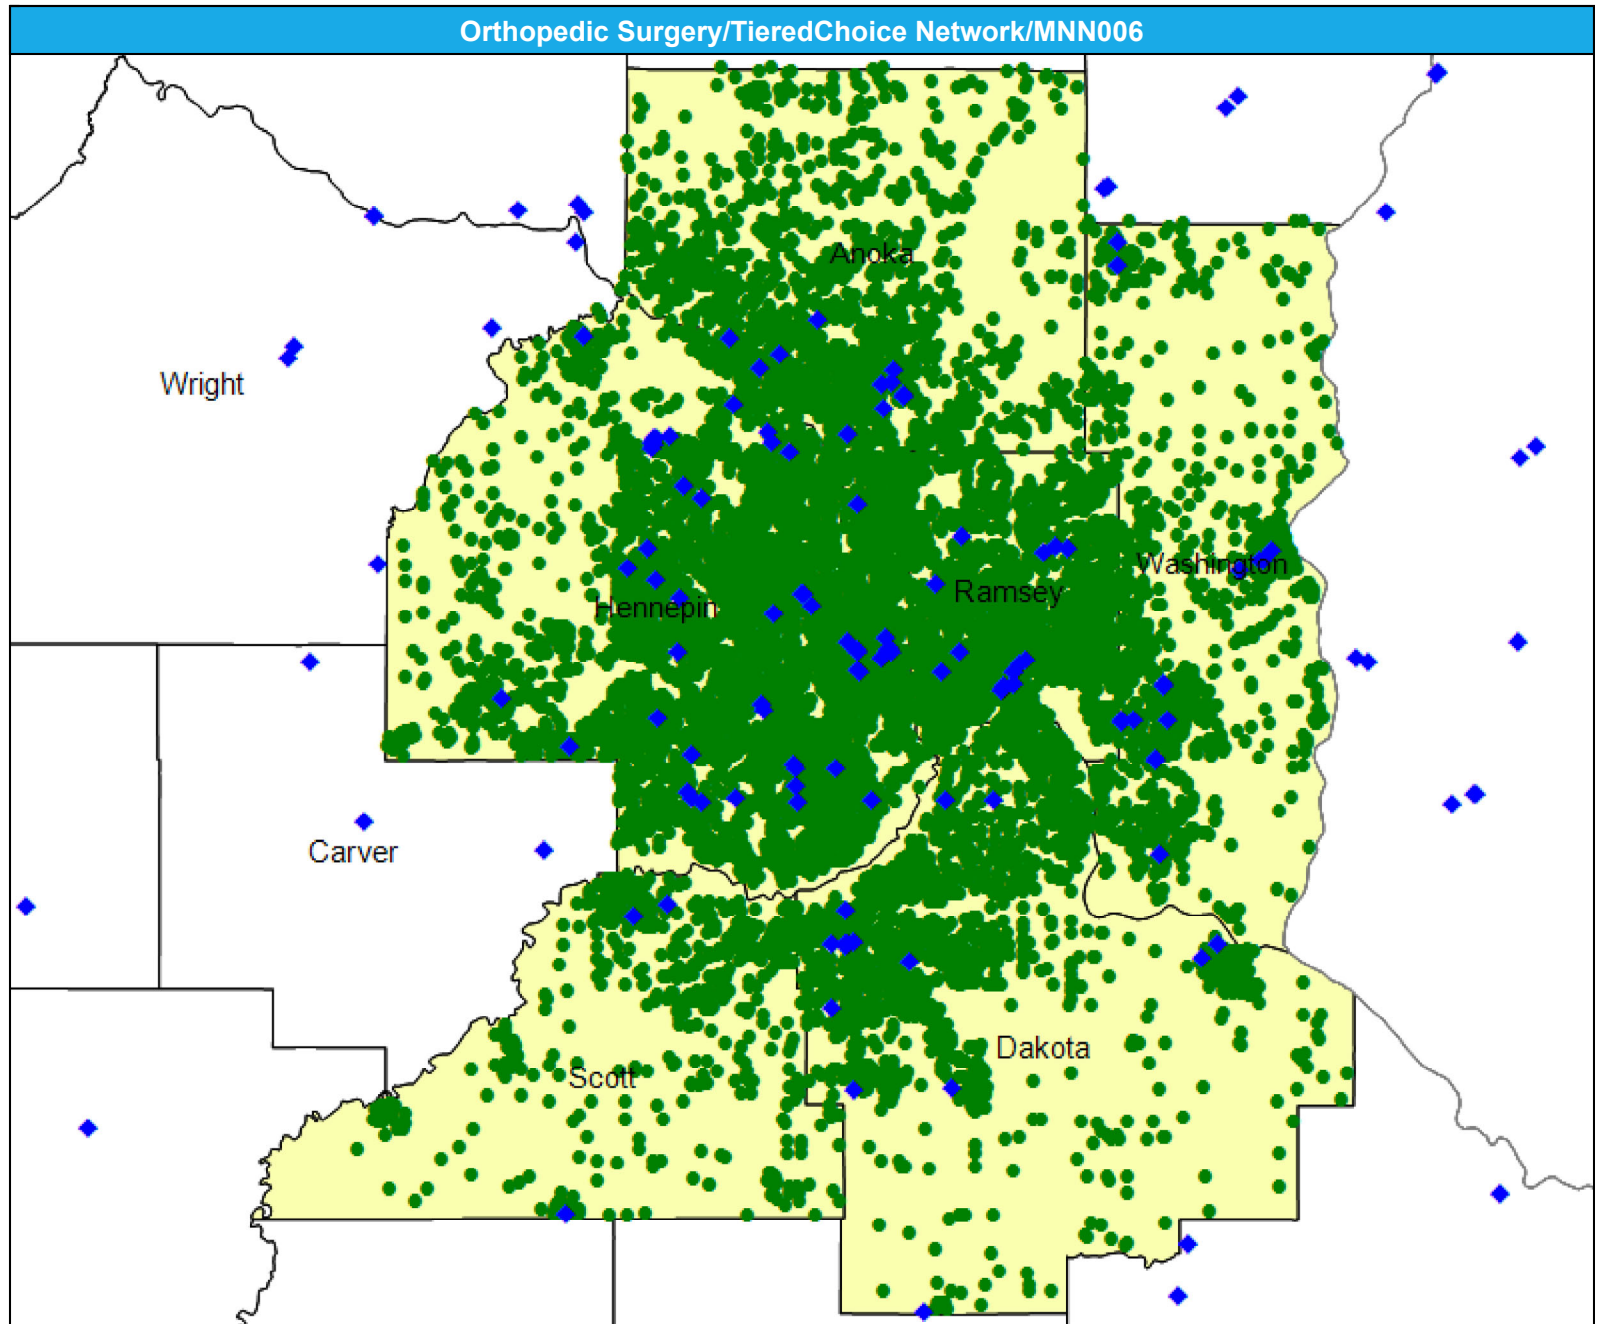 Orthopedic Surgery/TieredChoice Network/MNN006
Anoka
Wright
Washington
Ramsey
Hennepin
Carver
Dakota
Scott